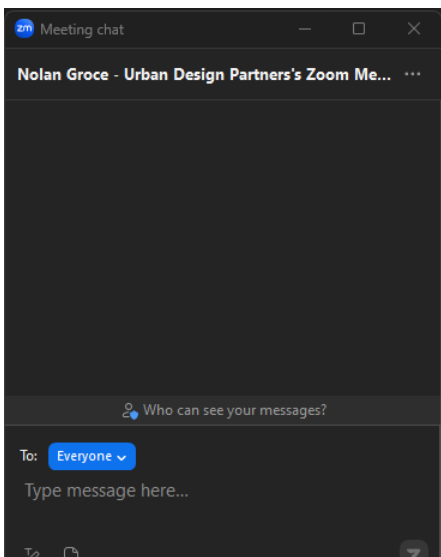 zm Meeting chat
Nolan Groce - Urban Design Partners's Zoom Me... ...
Who can see your messages?
To: Everyone
Type message here...